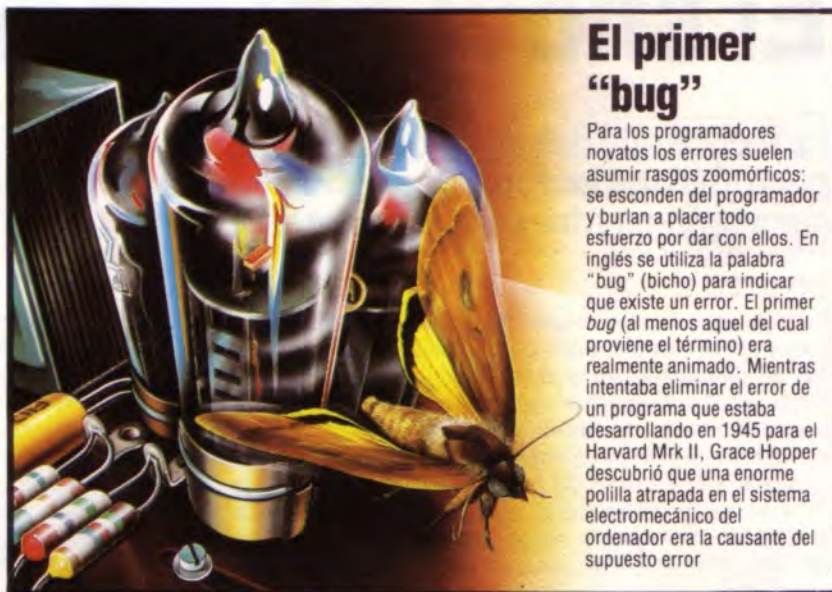 El primer
“bug”
Para los programadores
novatos los errores suelen
asumir rasgos zoomórficos:
se esconden del programador
y burlan a placer todo
esfuerzo por dar con ellos. En
inglés se utiliza la palabra
“bug” (bicho) para indicar
que existe un error. El primer
bug (al menos aquel del cual
proviene el término) era
realmente animado. Mientras
intentaba eliminar el error de
un programa que estaba
desarrollando en 1945 para el
Harvard Mrk II, Grace Hopper
descubrió que una enorme
polilla atrapada en el sistema
electromecánico del
ordenador era la causante del
supuesto error